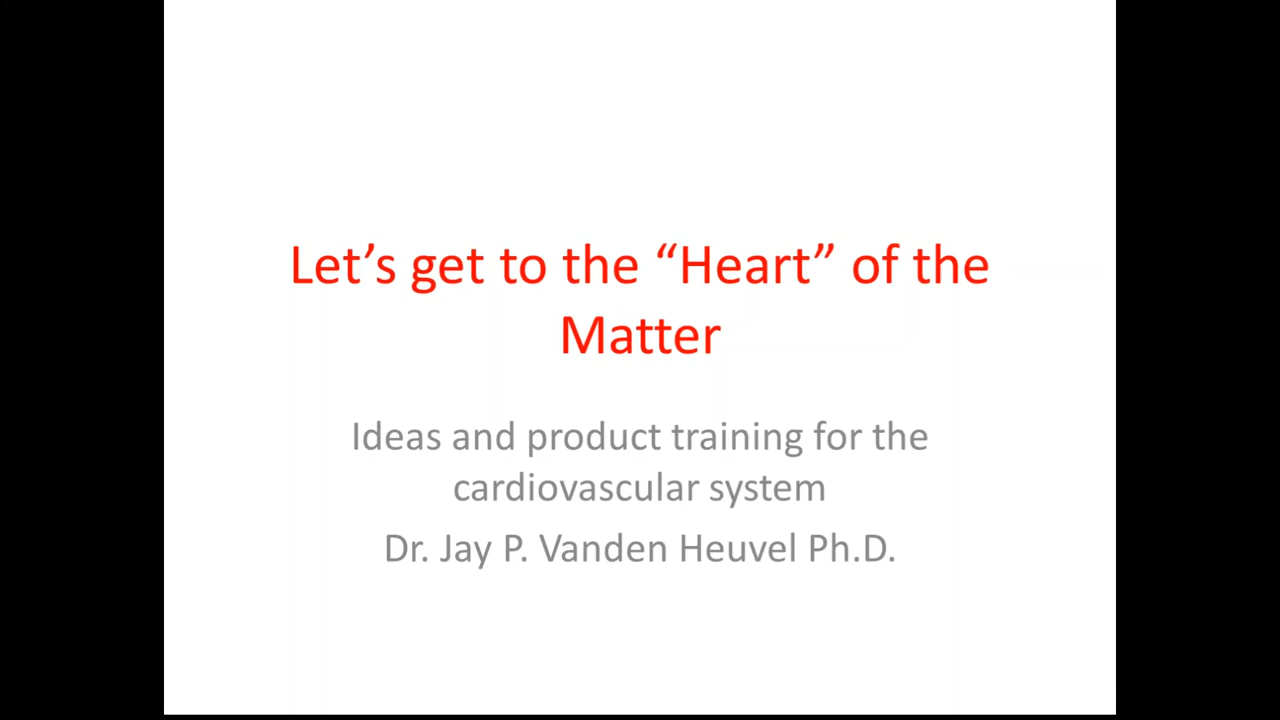 Let’s get to the “Heart” of the
Matter
Ideas and product training for the
cardiovascular system
Dr. Jay P. Vanden Heuvel Ph.D.